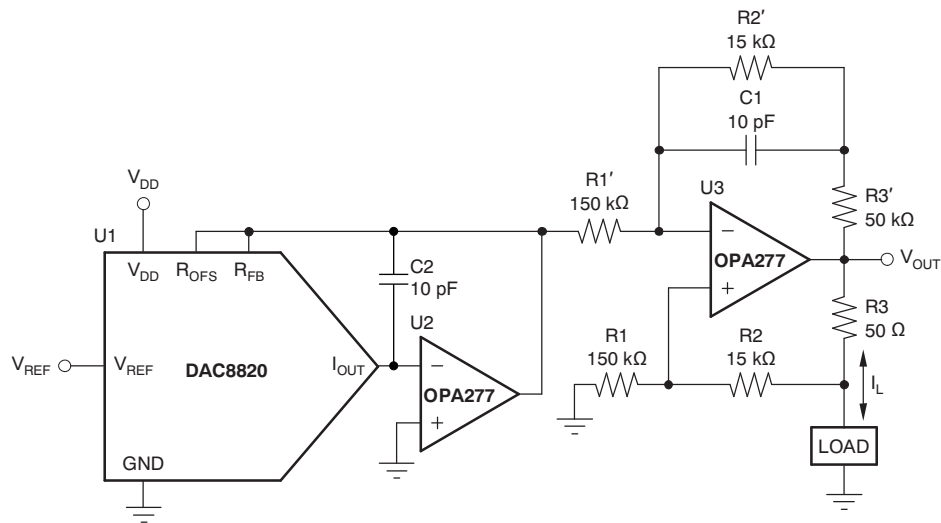 R2′
15 kΩ
C1
10 pF
V_DD
R1′
150 kΩ
U3
R3′
50 kΩ
U1
V_DD
R_OFS
R_FB
C2
10 pF
OPA277
V_OUT
U2
R3
50 Ω
V_REF
V_REF
DAC8820
I_OUT
OPA277
R1
150 kΩ
R2
15 kΩ
I_L
LOAD
GND